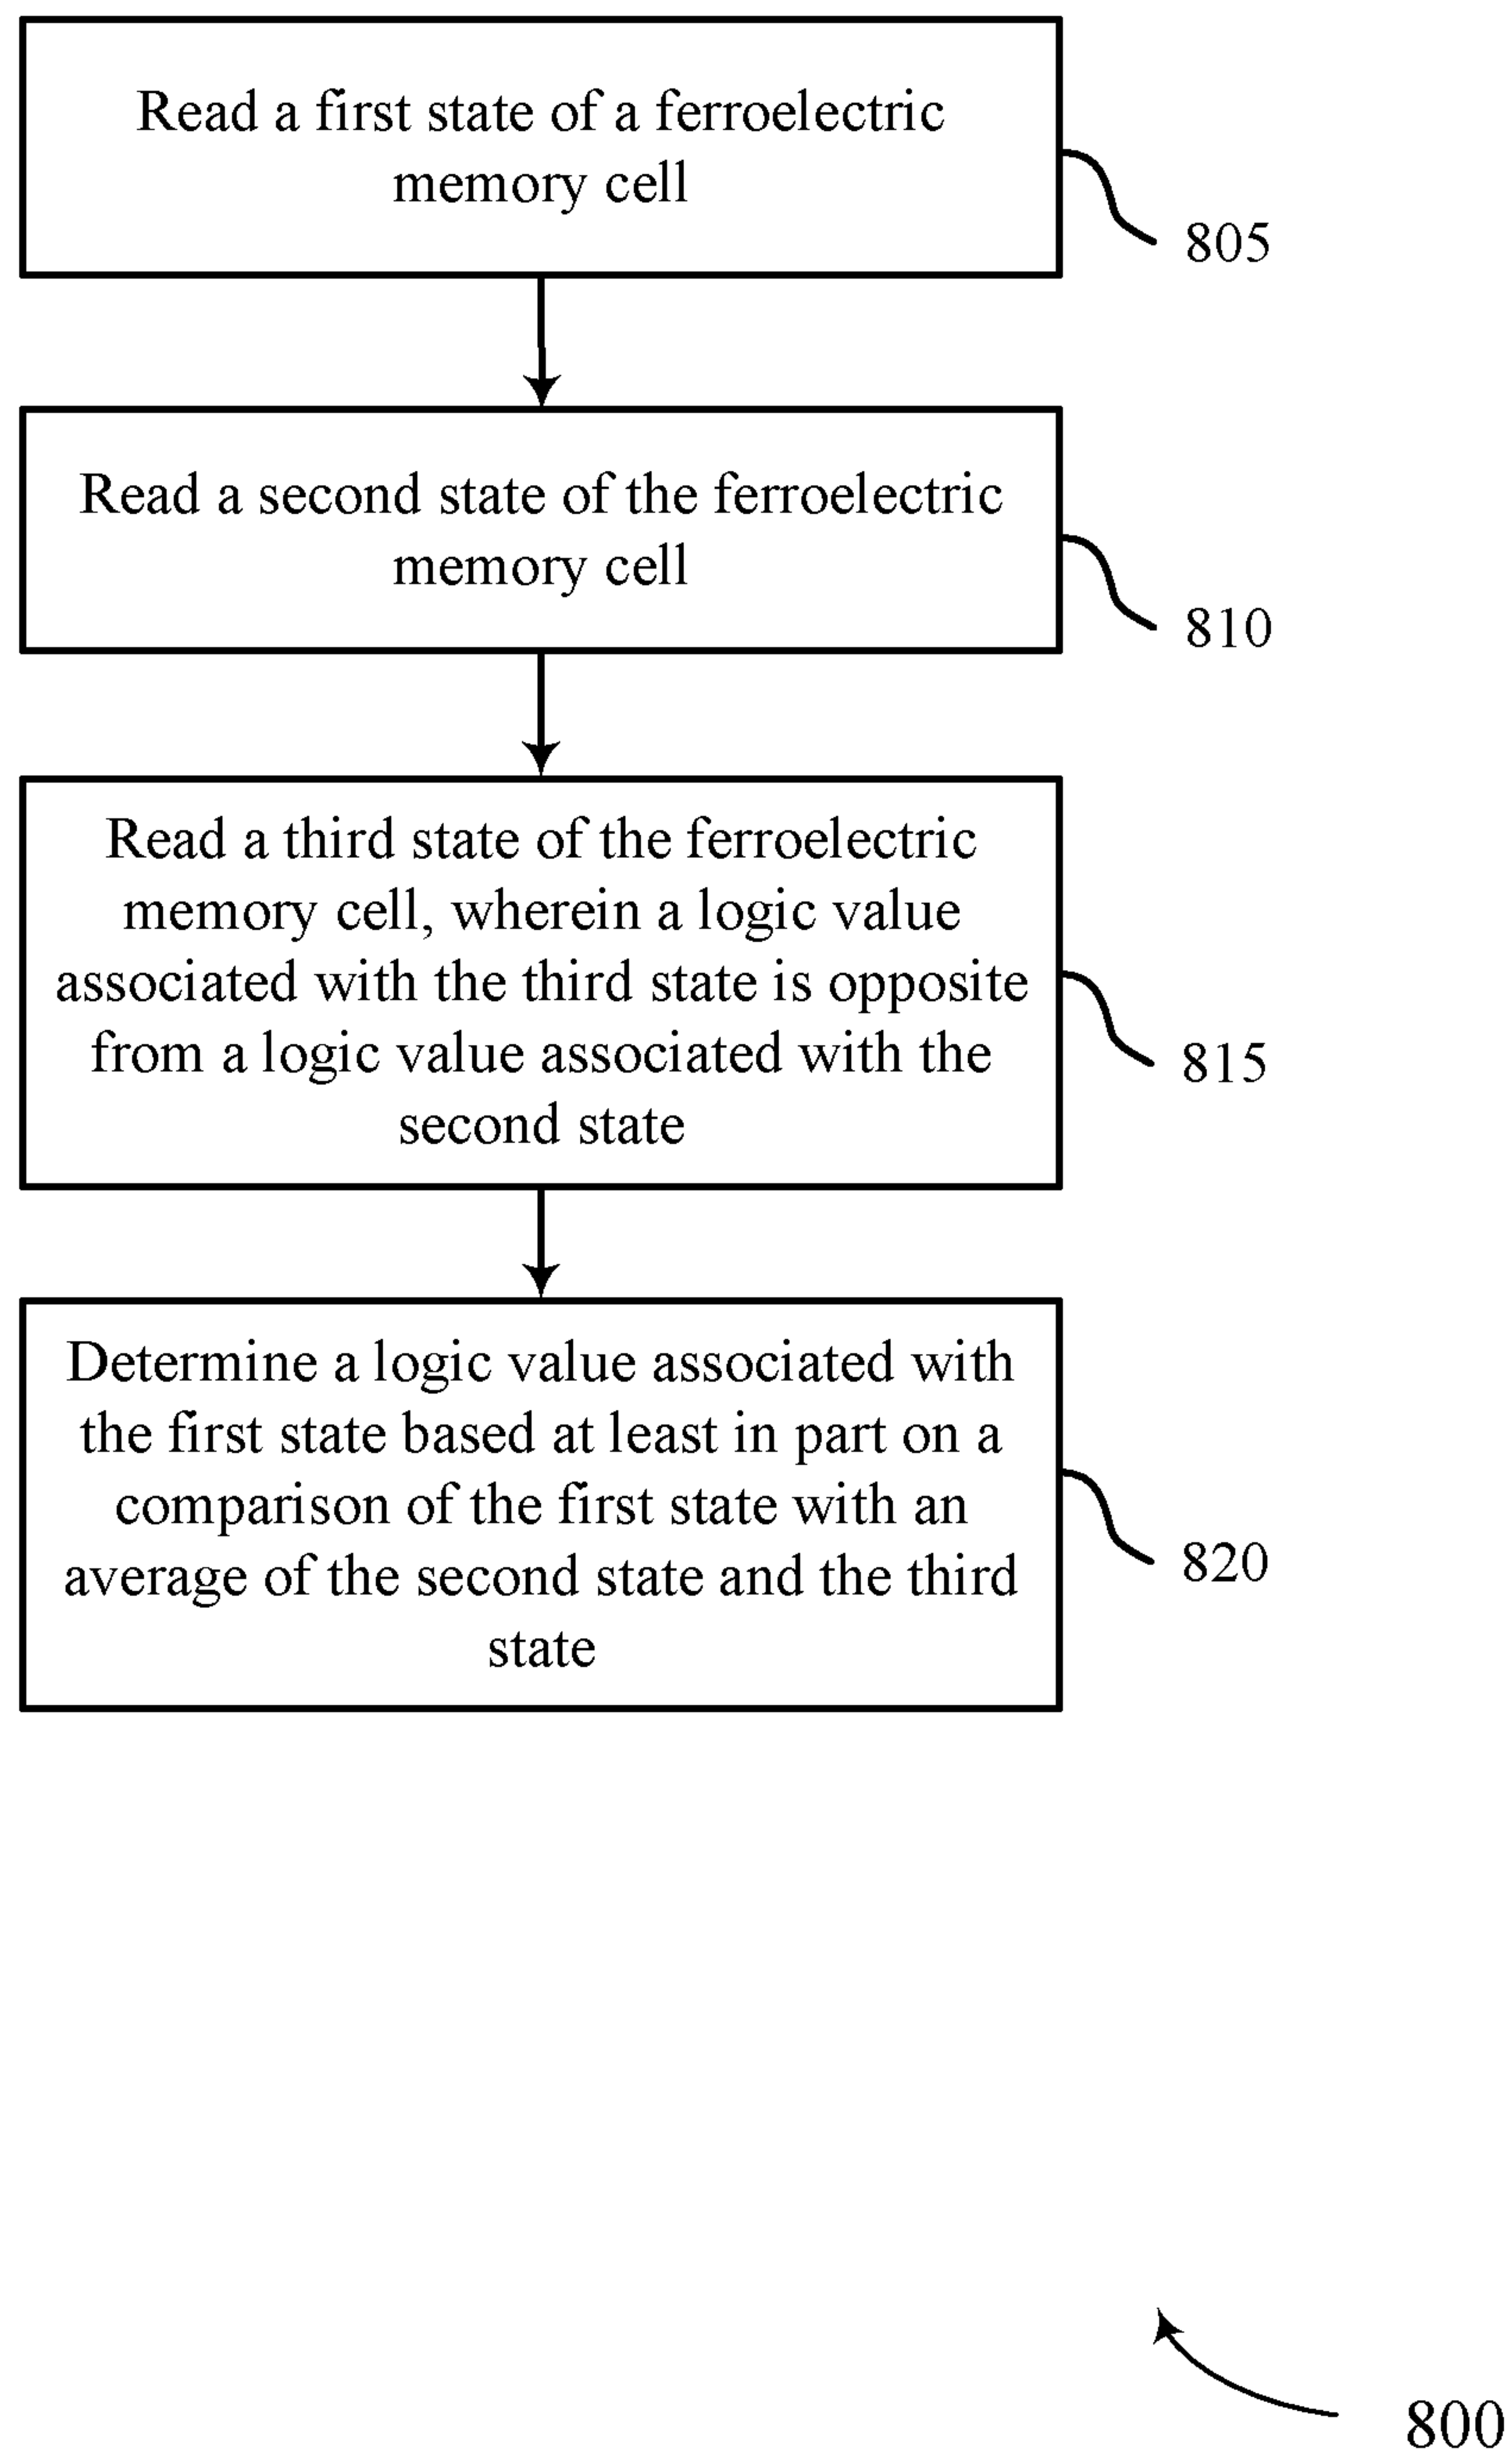 Read a first state of a ferroelectric
memory cell
805
Read a second state of the ferroelectric
memory cell
810
Read a third state of the ferroelectric
memory cell, wherein a logic value
associated with the third state is opposite
from a logic value associated with the
second state
815
Determine a logic value associated with
the first state based at least in part on a
comparison of the first state with an
average of the second state and the third
state
820
800